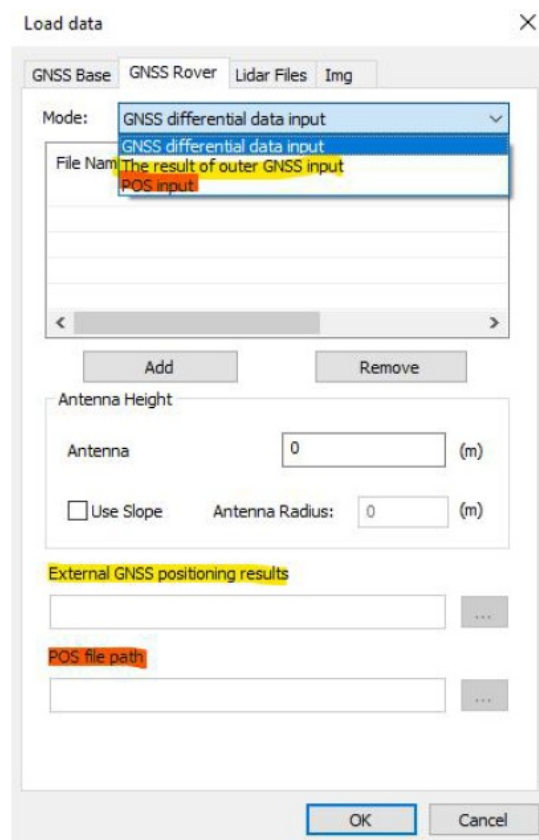 Load data
GNSS Base GNSS Rover Lidar Files Img
Mode: GNSS differential data input
GNSS differential data input
File Nam The result of outer GNSS input
POS input
Add Remove
Antenna Height
Antenna 0 (m)
Use Slope Antenna Radius: 0 (m)
External GNSS positioning results
...
POS file path
...
OK Cancel